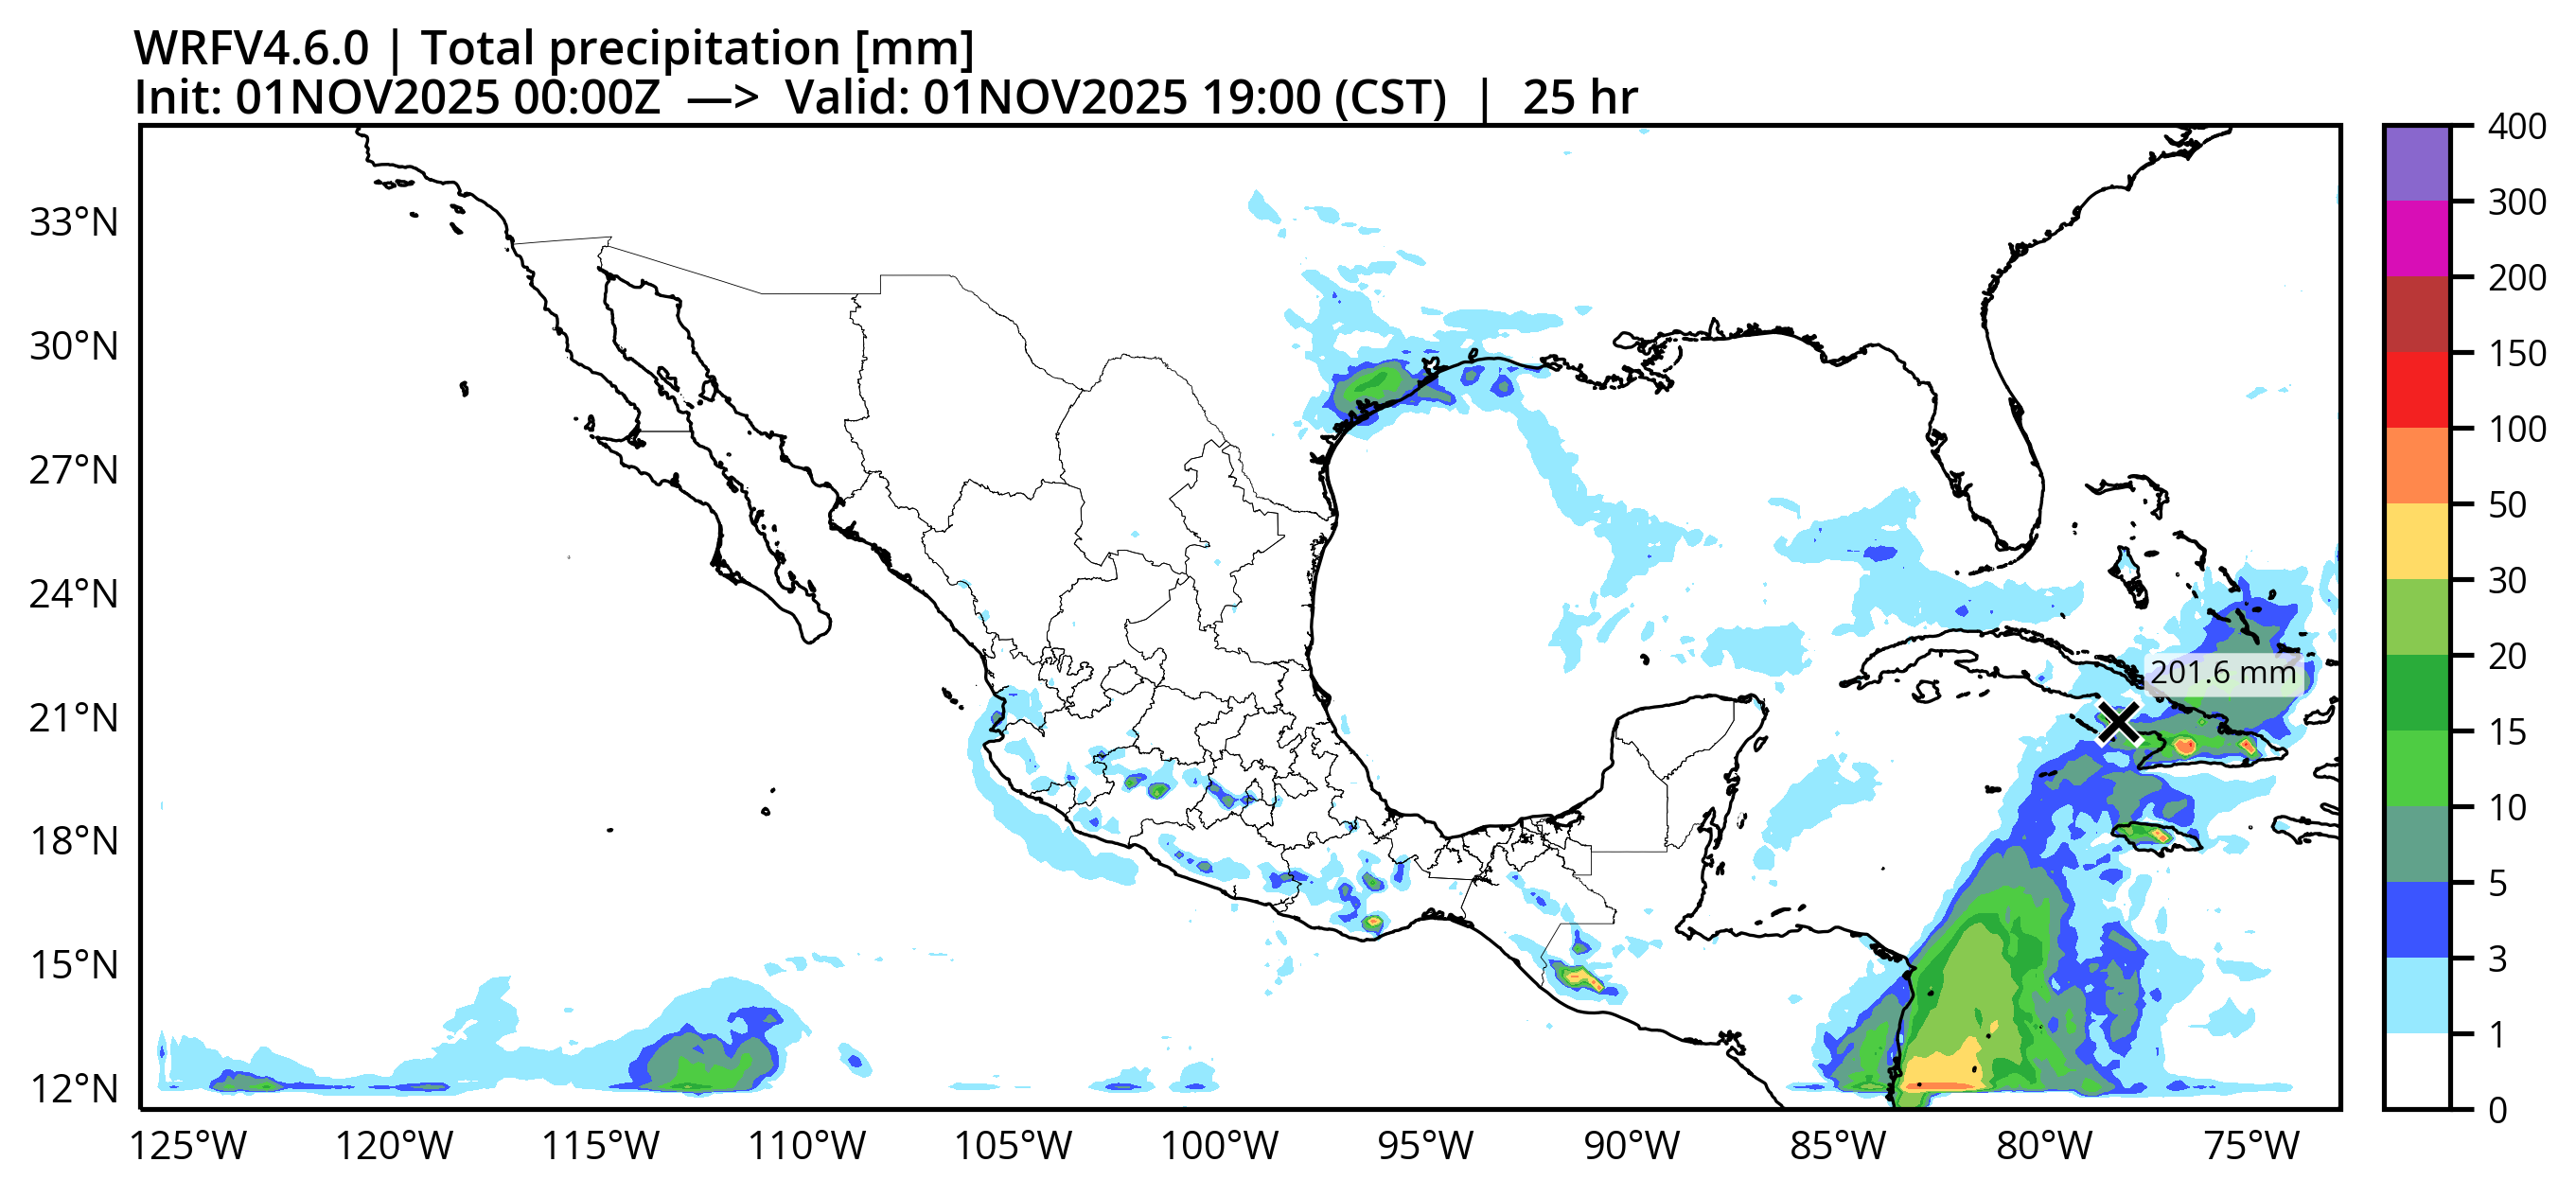 WRFV4.6.0 | Total precipitation [mm]
Init: 01NOV2025 00:00Z —> Valid: 01NOV2025 19:00 (CST) | 25 hr
400
300
200
150
100
50
30
20
15
10
5
3
1
0
33°N
30°N
27°N
24°N
21°N
18°N
15°N
12°N
201.6 mm
125°W
120°W
115°W
110°W
105°W
100°W
95°W
90°W
85°W
80°W
75°W